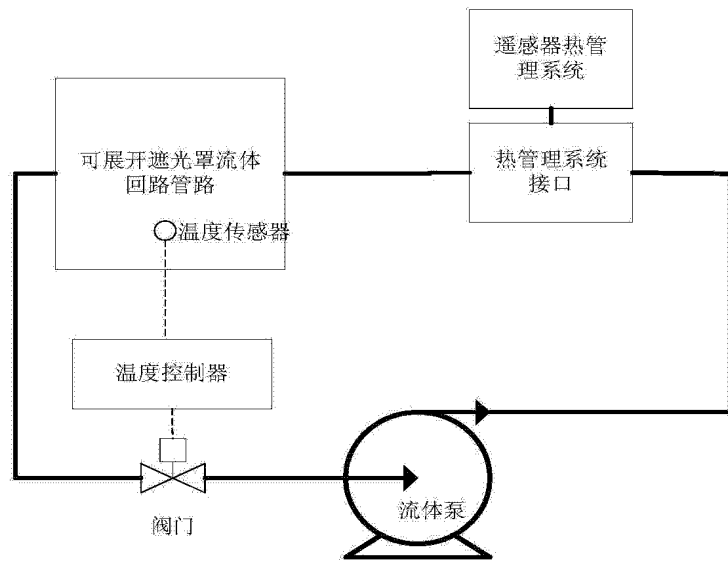 遥感器热管
理系统
可展开遮光罩流体
回路管路
热管理系统
接口
温度传感器
温度控制器
流体泵
阀门